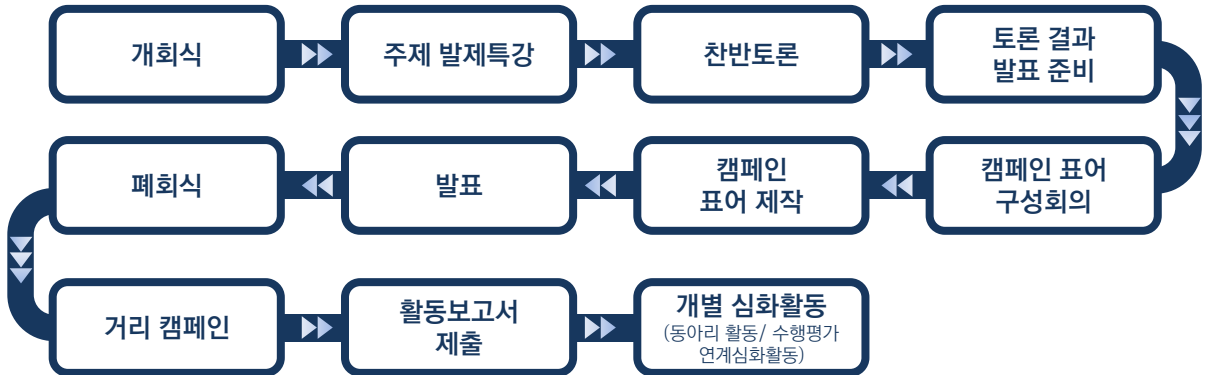 개회식
주제 발제특강
찬반토론
토론 결과
발표 준비
캠페인 표어
구성회의
캠페인
표어 제작
발표
폐회식
거리 캠페인
활동보고서
제출
개별 심화활동
(동아리 활동/ 수행평가
연계심화활동)